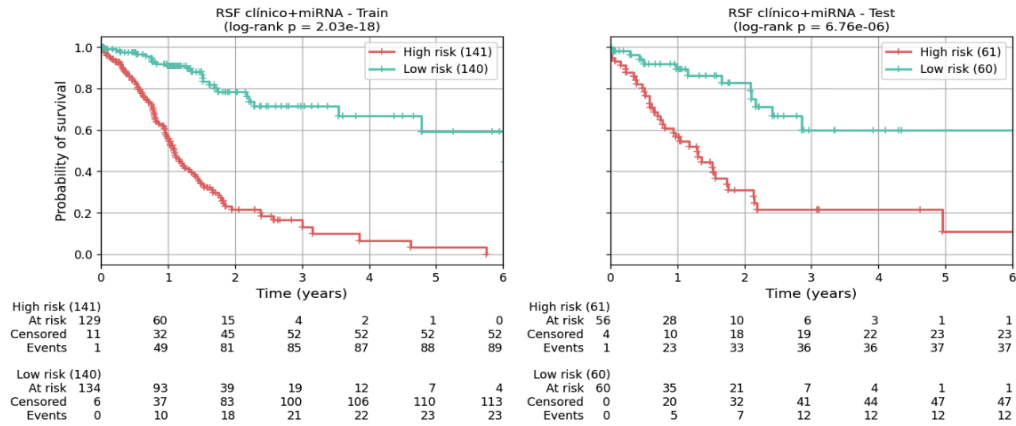 RSF clínico+miRNA - Train
(log-rank p = 2.03e-18)
High risk (141)
Low risk (140)
Probability of survival
1.0
0.8
0.6
0.4
0.2
0.0
0 1 2 3 4 5 6
Time (years)
High risk (141)
At risk 129 60 15 4 2 1 0
Censored 11 32 45 52 52 52 52
Events 1 49 81 85 87 88 89
Low risk (140)
At risk 134 93 39 19 12 7 4
Censored 6 37 83 100 106 110 113
Events 0 10 18 21 22 23 23
RSF clínico+miRNA - Test
(log-rank p = 6.76e-06)
High risk (61)
Low risk (60)
0 1 2 3 4 5 6
Time (years)
High risk (61)
At risk 56 28 10 6 3 1 1
Censored 4 10 18 19 22 23 23
Events 1 23 33 36 36 37 37
Low risk (60)
At risk 60 35 21 7 4 1 1
Censored 0 20 32 41 44 47 47
Events 0 5 7 12 12 12 12